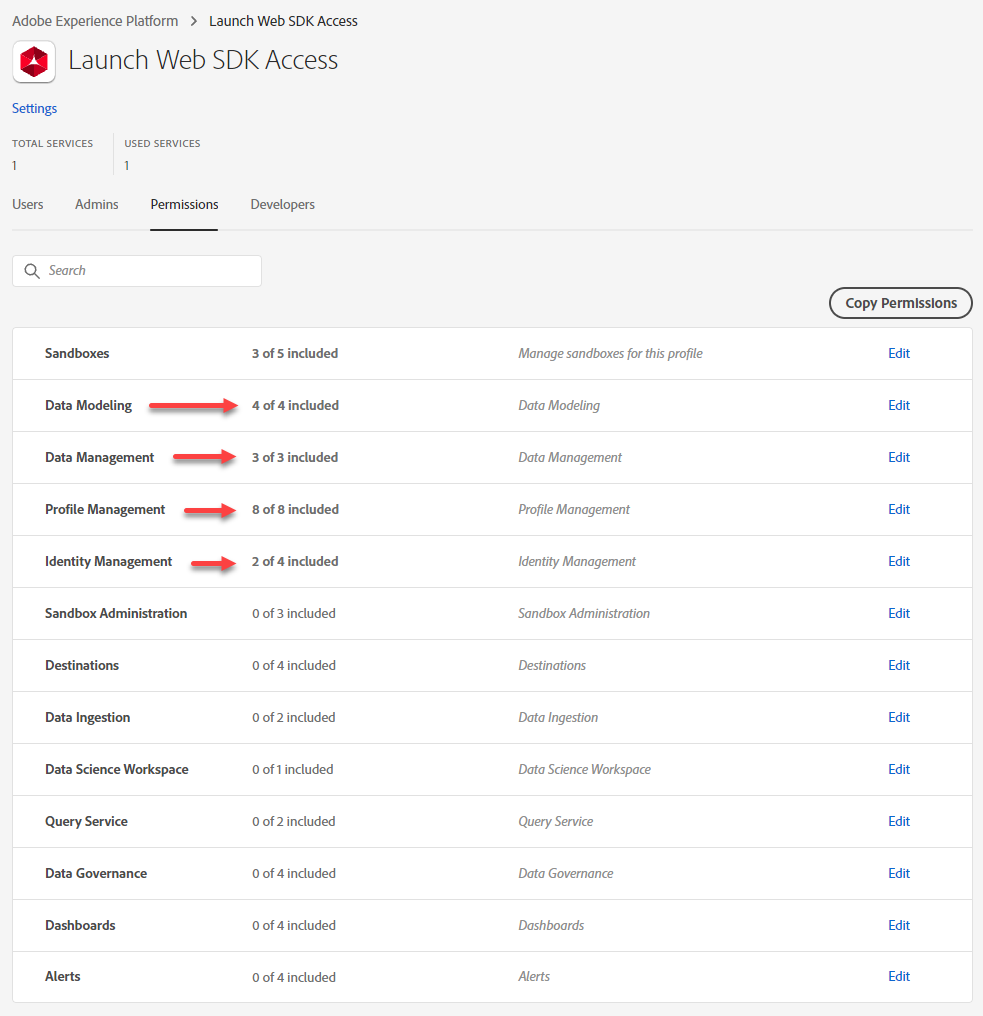 Adobe Experience Platform > Launch Web SDK Access
Launch Web SDK Access
Settings
TOTAL SERVICES USED SERVICES
1 1
Users Admins Permissions Developers
Search
Copy Permissions
Sandboxes 3 of 5 included Manage sandboxes for this profile Edit
Data Modeling 4 of 4 included Data Modeling Edit
Data Management 3 of 3 included Data Management Edit
Profile Management 8 of 8 included Profile Management Edit
Identity Management 2 of 4 included Identity Management Edit
Sandbox Administration 0 of 3 included Sandbox Administration Edit
Destinations 0 of 4 included Destinations Edit
Data Ingestion 0 of 2 included Data Ingestion Edit
Data Science Workspace 0 of 1 included Data Science Workspace Edit
Query Service 0 of 2 included Query Service Edit
Data Governance 0 of 4 included Data Governance Edit
Dashboards 0 of 4 included Dashboards Edit
Alerts 0 of 4 included Alerts Edit